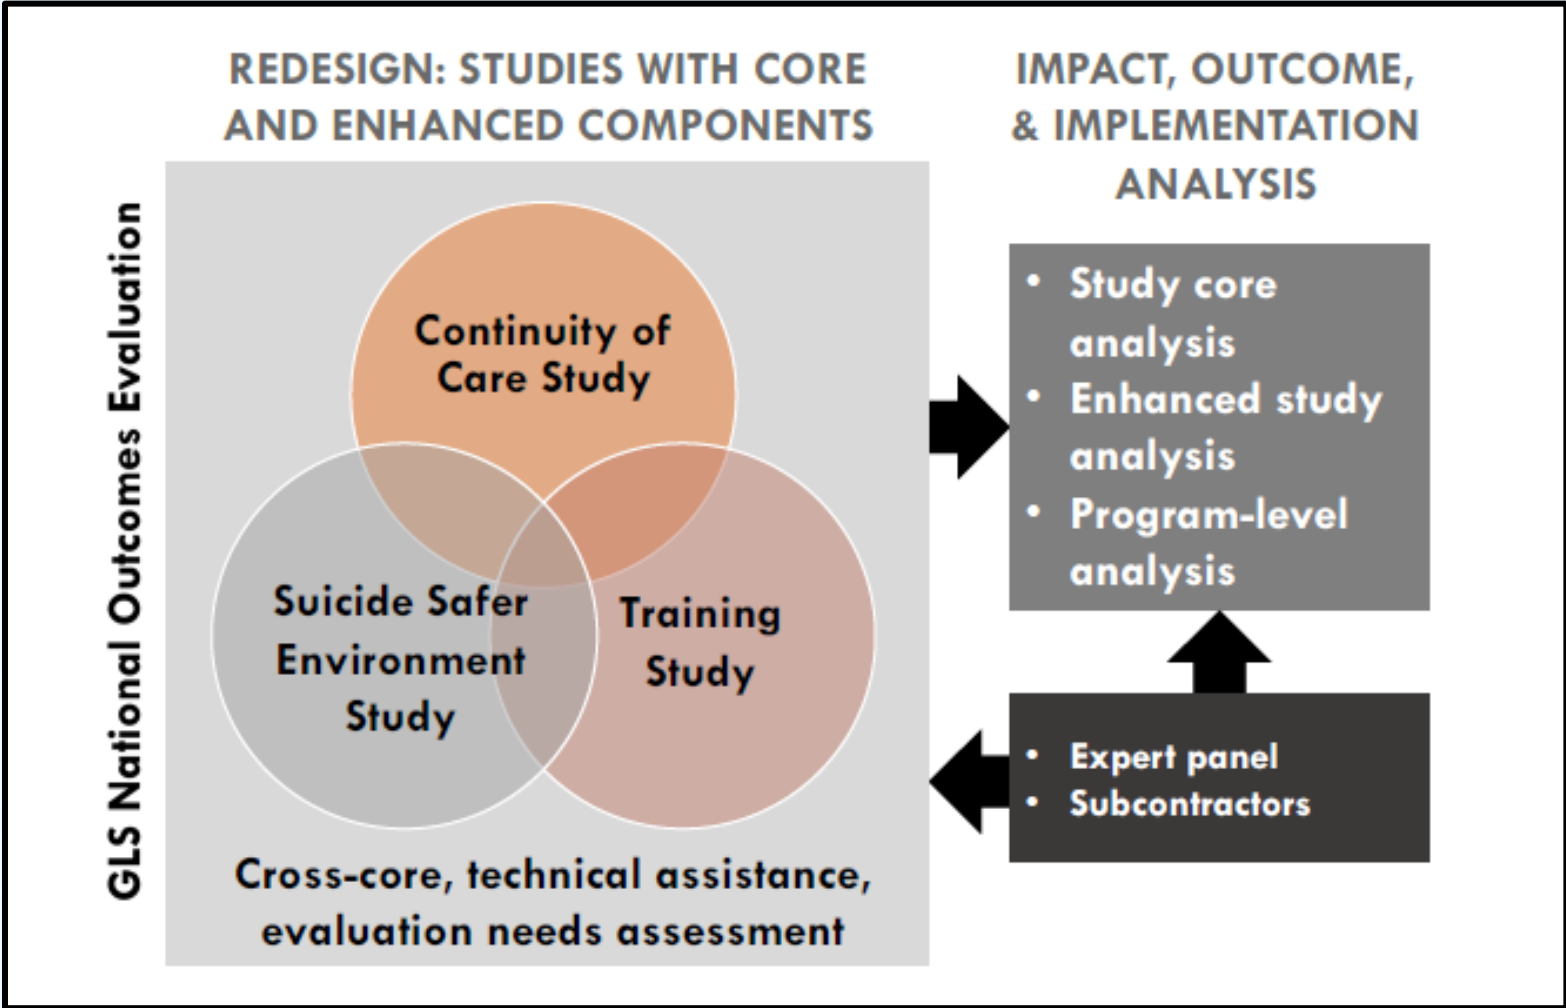 REDESIGN: STUDIES WITH CORE
AND ENHANCED COMPONENTS
GLS National Outcomes Evaluation
Continuity of
Care Study
Suicide Safer
Environment
Study
Training
Study
Cross-core, technical assistance,
evaluation needs assessment
IMPACT, OUTCOME,
& IMPLEMENTATION
ANALYSIS
• Study core
analysis
• Enhanced study
analysis
• Program-level
analysis
• Expert panel
• Subcontractors